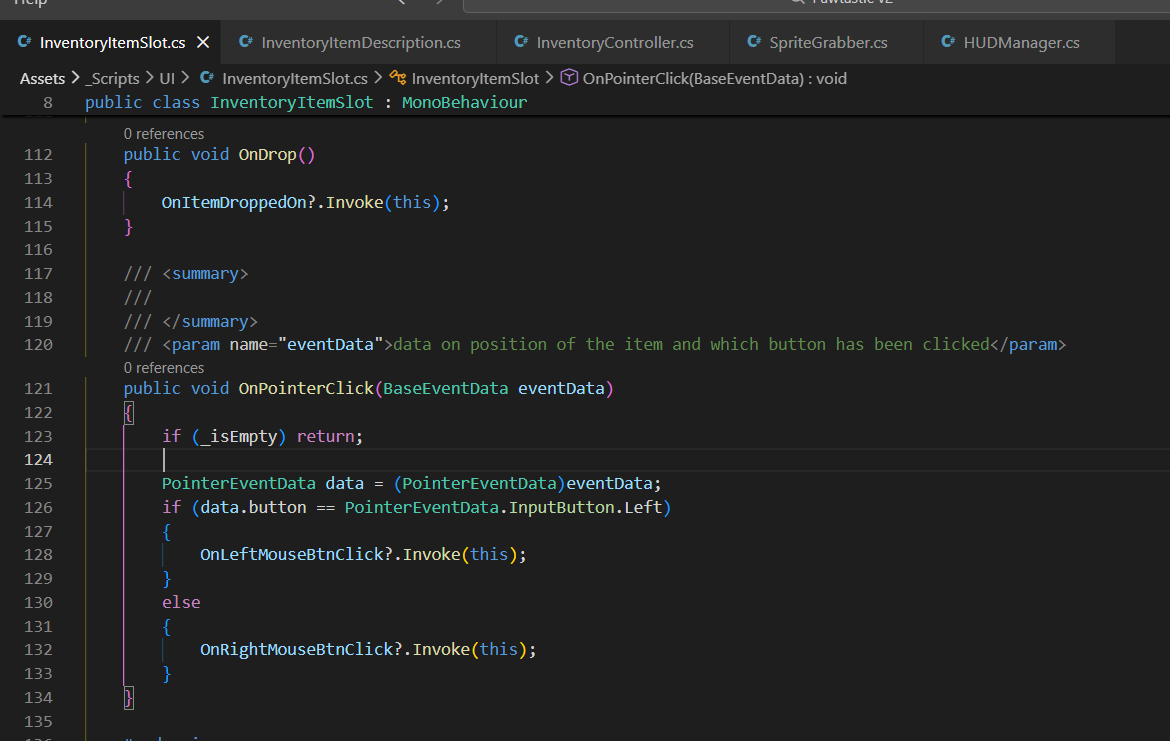 Help
Pawtastic v2
InventoryItemSlot.cs InventoryItemDescription.cs InventoryController.cs SpriteGrabber.cs HUDManager.cs
Assets > _Scripts > UI > InventoryItemSlot.cs > InventoryItemSlot > OnPointerClick(BaseEventData) : void
8 public class InventoryItemSlot : MonoBehaviour
0 references
112 public void OnDrop()
113 {
114 OnItemDroppedOn?.Invoke(this);
115 }
116
117 /// <summary>
118 ///
119 /// </summary>
120 /// <param name="eventData">data on position of the item and which button has been clicked</param>
0 references
121 public void OnPointerClick(BaseEventData eventData)
122 {
123 if (_isEmpty) return;
124
125 PointerEventData data = (PointerEventData)eventData;
126 if (data.button == PointerEventData.InputButton.Left)
127 {
128 OnLeftMouseBtnClick?.Invoke(this);
129 }
130 else
131 {
132 OnRightMouseBtnClick?.Invoke(this);
133 }
134 }
135